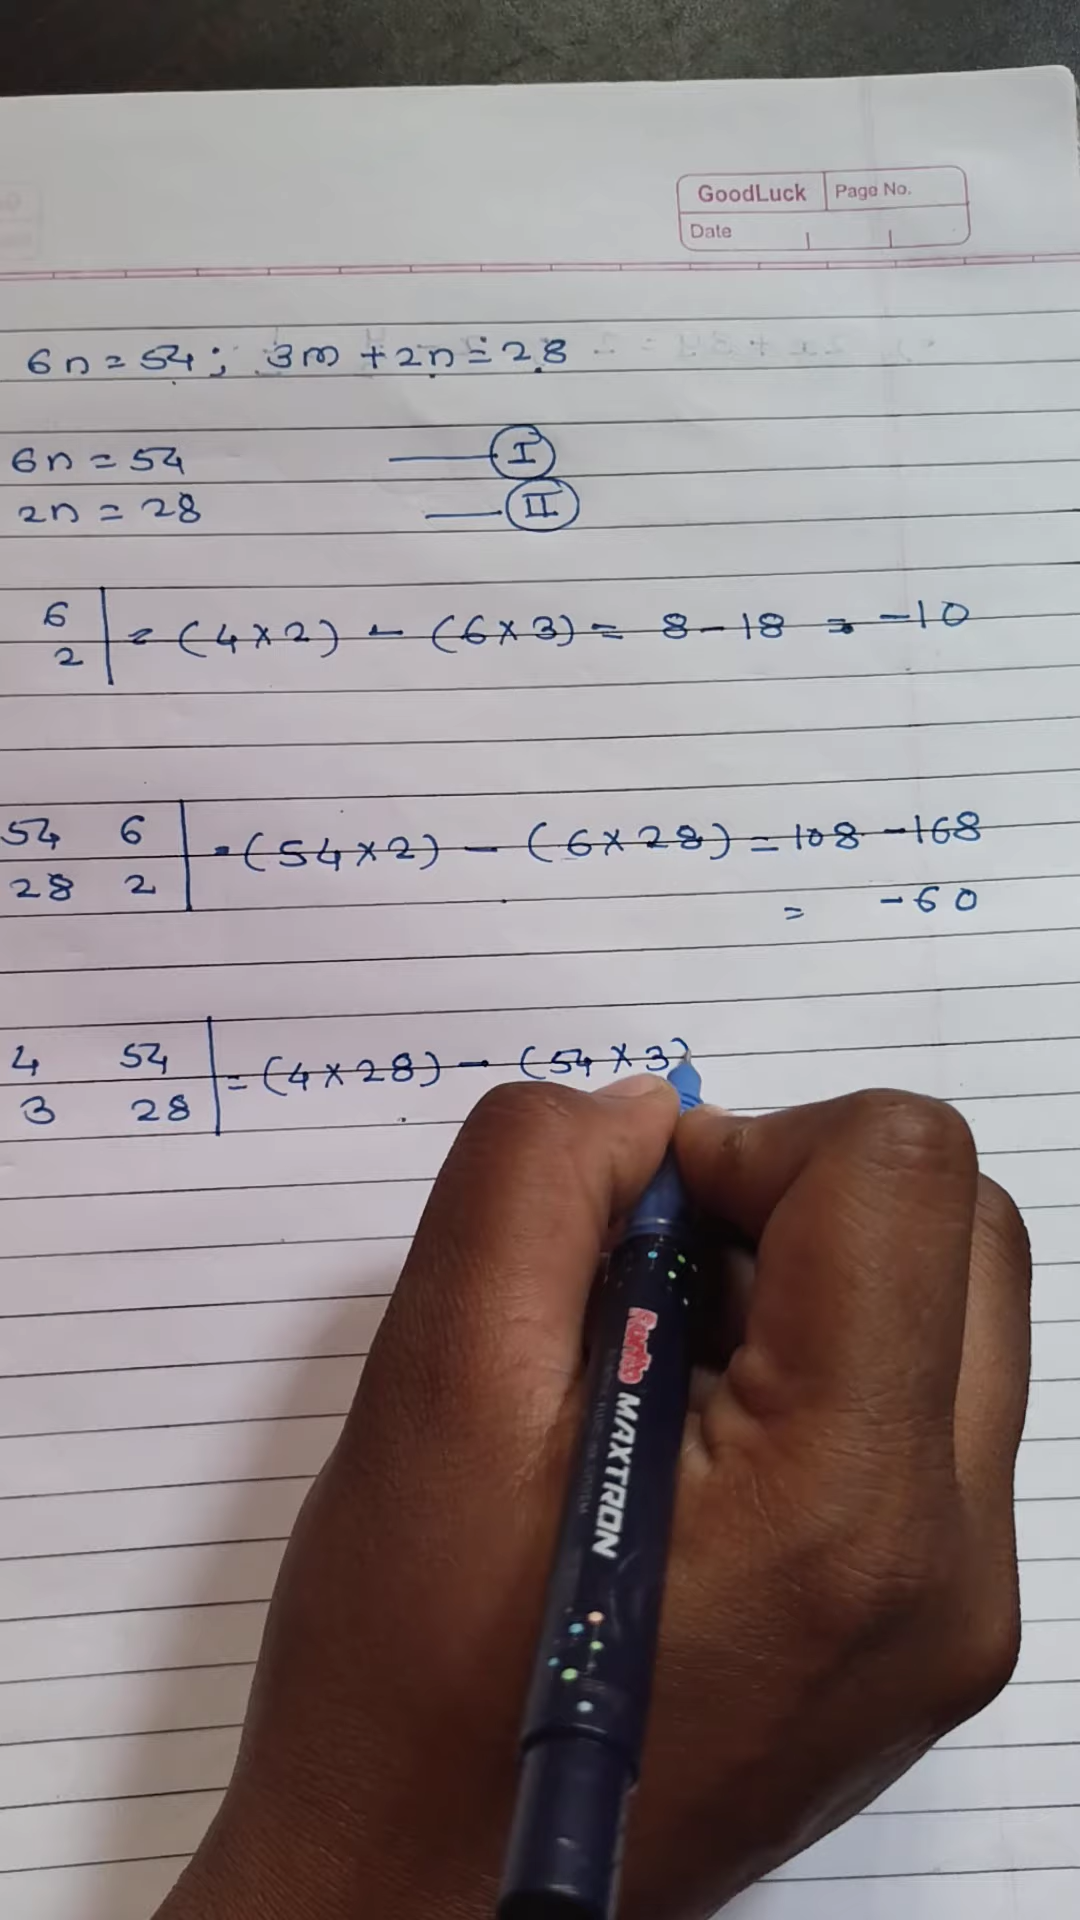 GoodLuck Page No.
Date
6n = 54 ; 3m + 2n = 28
6n = 54 I
2n = 28 II
6
2
= (4 × 2) - (6 × 3) = 8 - 18 = -10
54 6
28 2
= (54 × 2) - (6 × 28) = 108 - 168
= -60
4 54
3 28
= (4 × 28) - (54 × 3)
Rorito MAXTRON